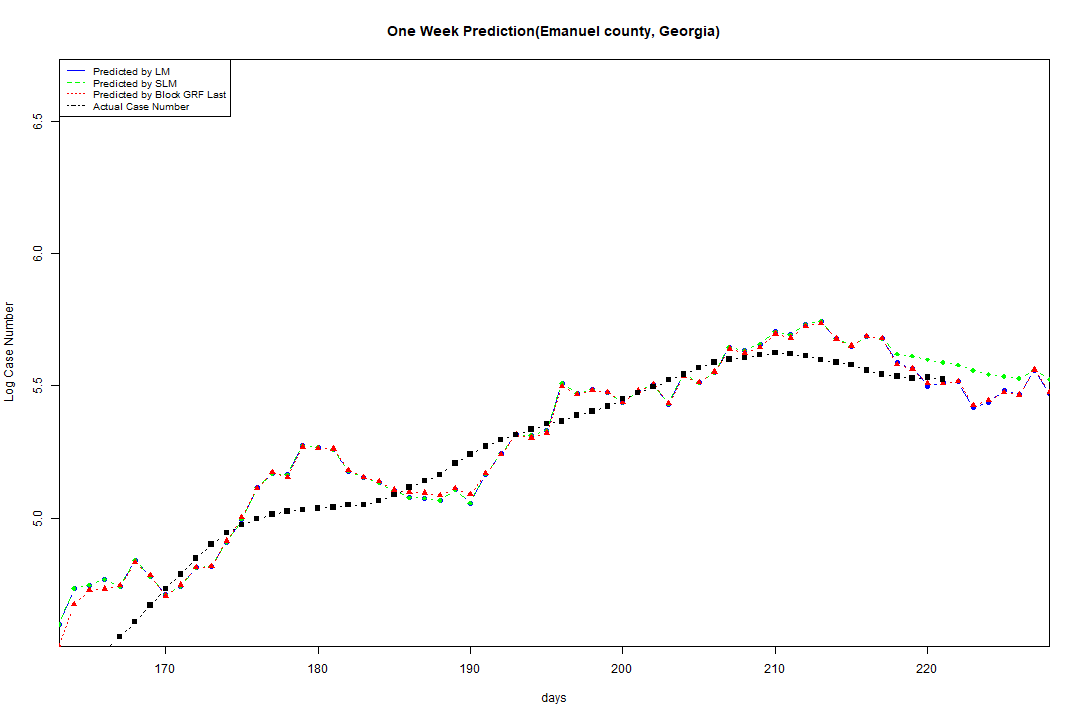 One Week Prediction(Emanuel county, Georgia)
Predicted by LM
Predicted by SLM
Predicted by Block GRF Last
Actual Case Number
6.5
6.0
5.5
5.0
Log Case Number
170 180 190 200 210 220
days